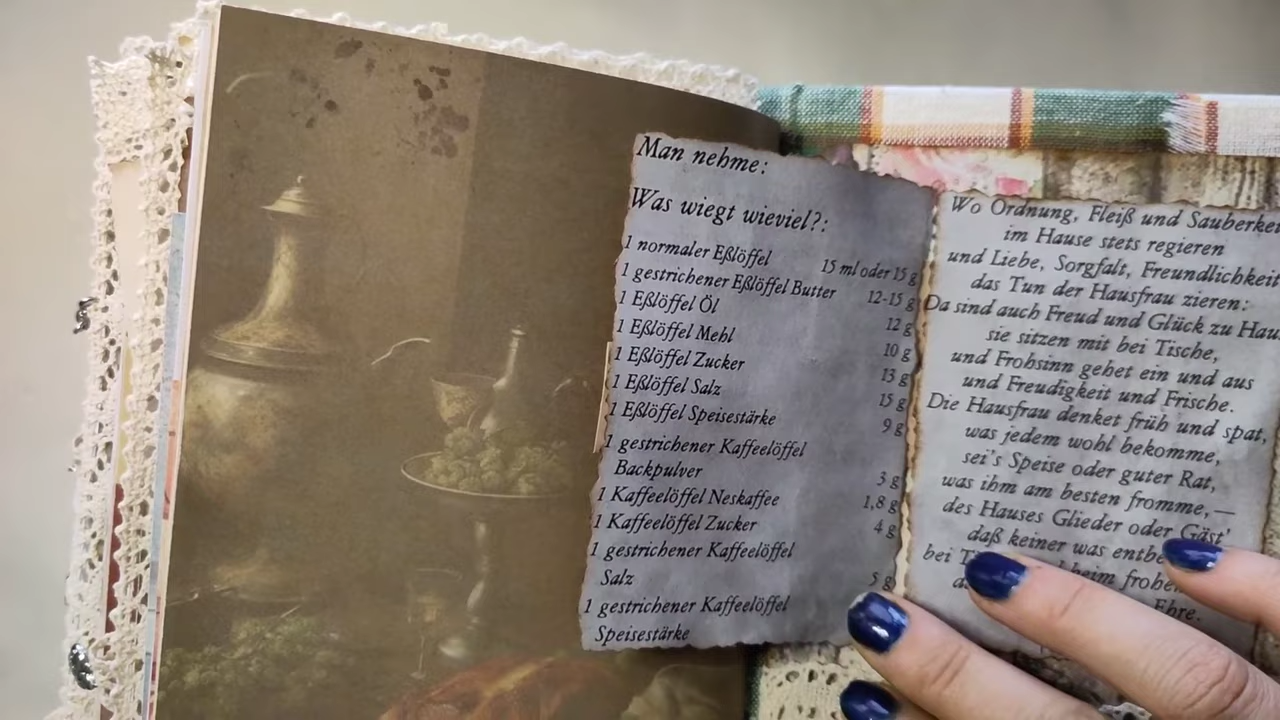 Man nehme:
Was wiegt wieviel?:
1 normaler Eßlöffel 15 ml oder 15 g
1 gestrichener Eßlöffel Butter 12-15 g
1 Eßlöffel Öl 12 g
1 Eßlöffel Mehl 10 g
1 Eßlöffel Zucker 13 g
1 Eßlöffel Salz 15 g
1 Eßlöffel Speisestärke 9 g
1 gestrichener Kaffeelöffel
Backpulver 3 g
1 Kaffeelöffel Neskaffee 1,8 g
1 Kaffeelöffel Zucker 4 g
1 gestrichener Kaffeelöffel
Salz 5 g
1 gestrichener Kaffeelöffel
Speisestärke
Wo Ordnung, Fleiß und Sauberkei
im Hause stets regieren
und Liebe, Sorgfalt, Freundlichkeit
das Tun der Hausfrau zieren:
Da sind auch Freud und Glück zu Hau
sie sitzen mit bei Tische,
und Frohsinn gehet ein und aus
und Freudigkeit und Frische.
Die Hausfrau denket früh und spat,
was jedem wohl bekomme,
sei's Speise oder guter Rat,
was ihm am besten fromme,—
des Hauses Glieder oder Gäst'
daß keiner was entbe
bei beim frohe
Ehre.